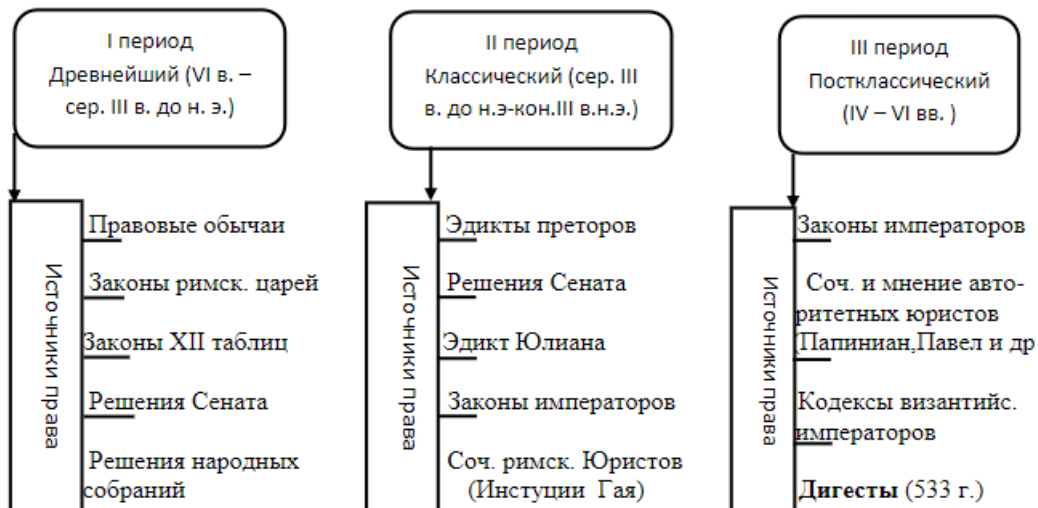 I период
Древнейший (VI в. –
сер. III в. до н. э.)
Источники права
Правовые обычаи
Законы римск. царей
Законы XII таблиц
Решения Сената
Решения народных
собраний
II период
Классический (сер. III
в. до н.э-кон.III в.н.э.)
Источники права
Эдикты преторов
Решения Сената
Эдикт Юлиана
Законы императоров
Соч. римск. Юристов
(Инстуции Гая)
III период
Постклассический
(IV – VI вв. )
Источники права
Законы императоров
Соч. и мнение авто-
ритетных юристов
(Папиниан,Павел и др
Кодексы византийс.
императоров
Дигесты (533 г.)